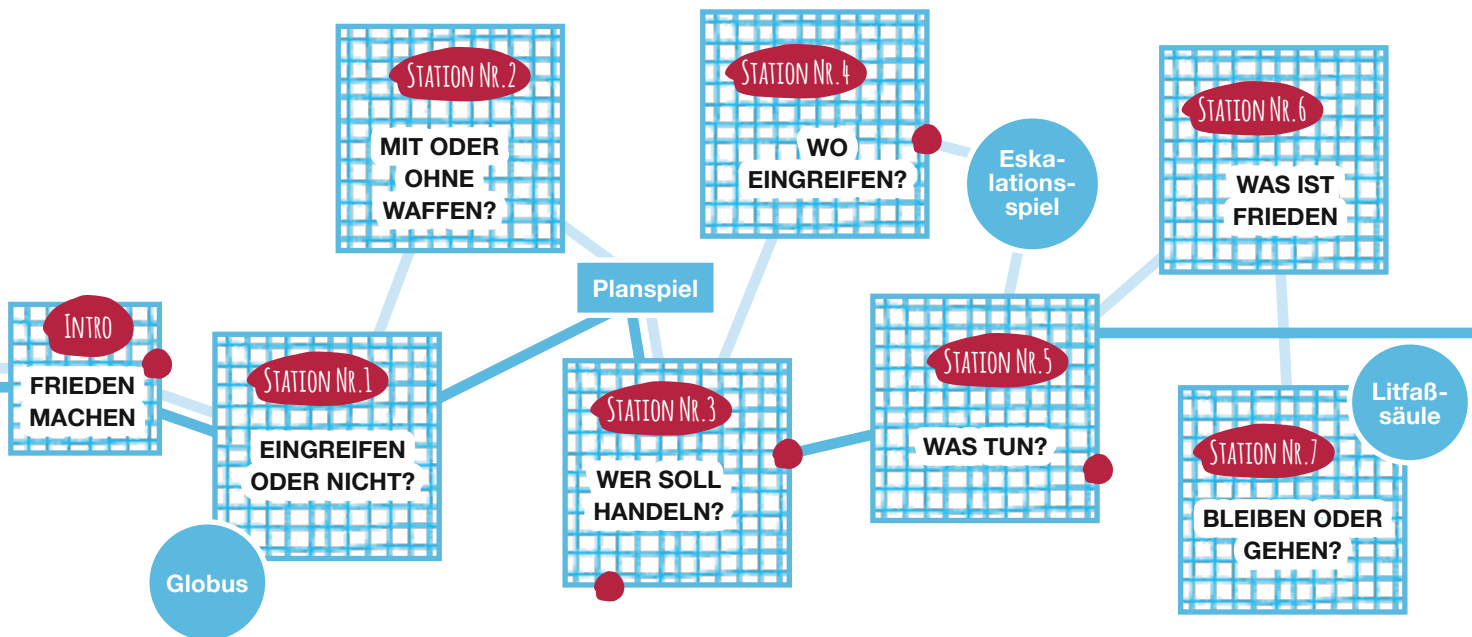 INTRO
FRIEDEN
MACHEN
STATION NR.1
EINGREIFEN
ODER NICHT?
Globus
STATION NR.2
MIT ODER
OHNE
WAFFEN?
Planspiel
STATION NR.3
WER SOLL
HANDELN?
STATION NR.4
WO
EINGREIFEN?
Eska-
lations-
spiel
STATION NR.5
WAS TUN?
STATION NR.6
WAS IST
FRIEDEN
STATION NR.7
BLEIBEN ODER
GEHEN?
Litfaß-
säule